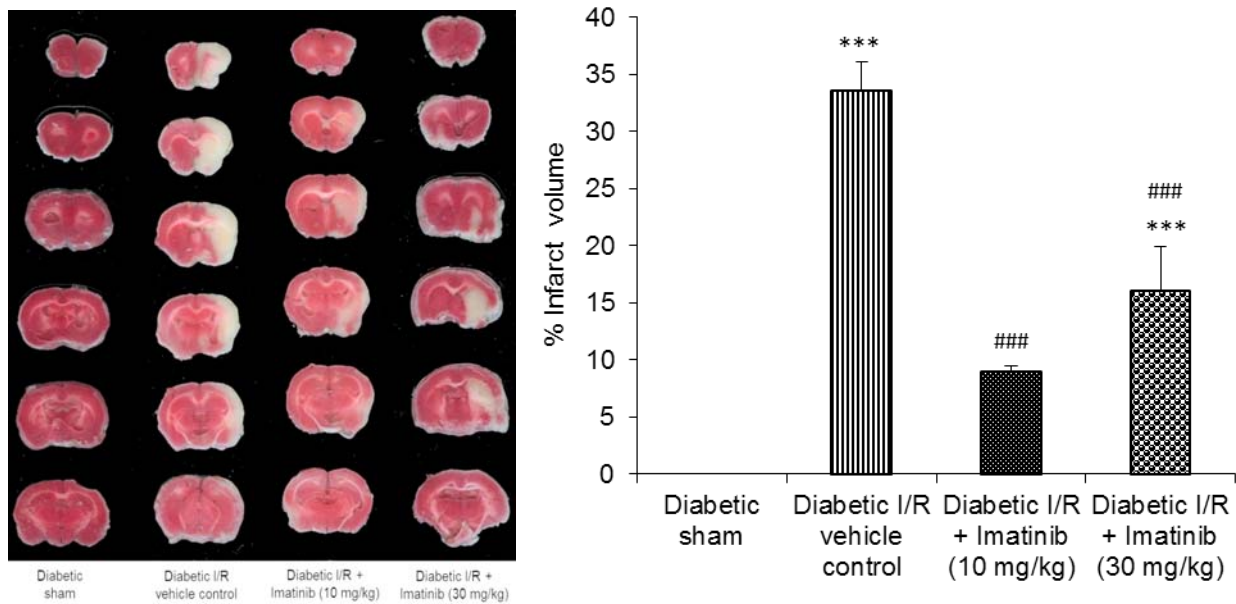 Diabetic
sham
Diabetic I/R
vehicle control
Diabetic I/R +
Imatinib (10 mg/kg)
Diabetic I/R +
Imatinib (30 mg/kg)
% Infarct volume
40
35
30
25
20
15
10
5
0
***
###
###
***
Diabetic
sham
Diabetic I/R
vehicle
control
Diabetic I/R
+ Imatinib
(10 mg/kg)
Diabetic I/R
+ Imatinib
(30 mg/kg)